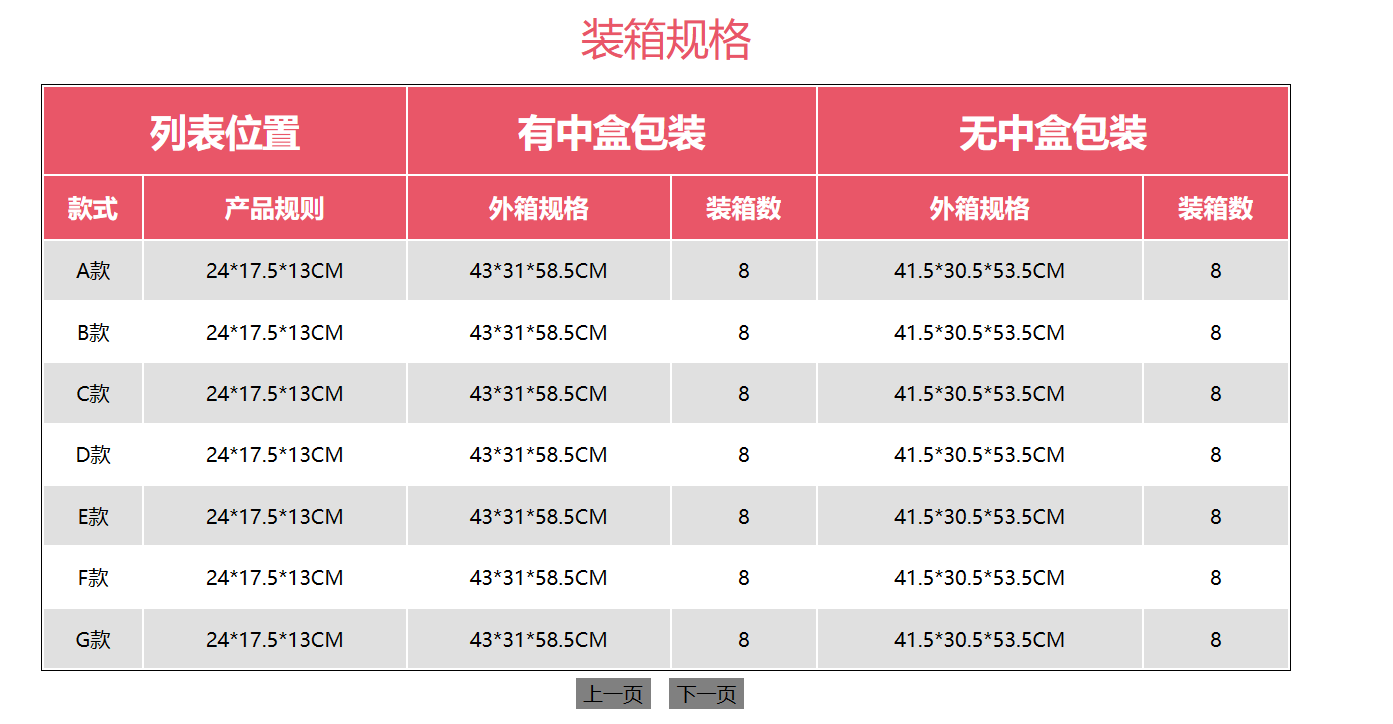 装箱规格
列表位置 有中盒包装 无中盒包装
款式 产品规则 外箱规格 装箱数 外箱规格 装箱数
A款 24*17.5*13CM 43*31*58.5CM 8 41.5*30.5*53.5CM 8
B款 24*17.5*13CM 43*31*58.5CM 8 41.5*30.5*53.5CM 8
C款 24*17.5*13CM 43*31*58.5CM 8 41.5*30.5*53.5CM 8
D款 24*17.5*13CM 43*31*58.5CM 8 41.5*30.5*53.5CM 8
E款 24*17.5*13CM 43*31*58.5CM 8 41.5*30.5*53.5CM 8
F款 24*17.5*13CM 43*31*58.5CM 8 41.5*30.5*53.5CM 8
G款 24*17.5*13CM 43*31*58.5CM 8 41.5*30.5*53.5CM 8
上一页 下一页